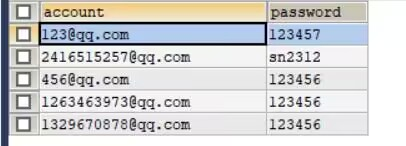 account password
123@qq.com 123457
2416515257@qq.com sn2312
456@qq.com 123456
1263463973@qq.com 123456
1329670878@qq.com 123456